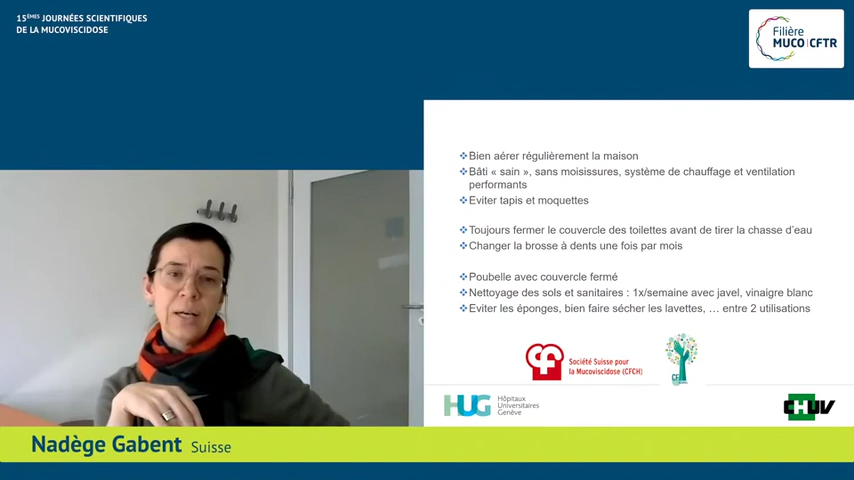 15ÈMES JOURNÉES SCIENTIFIQUES
DE LA MUCOVISCIDOSE
Filière
MUCO|CFTR
❖Bien aérer régulièrement la maison
❖Bâti « sain », sans moisissures, système de chauffage et ventilation
performants
❖Eviter tapis et moquettes
❖Toujours fermer le couvercle des toilettes avant de tirer la chasse d’eau
❖Changer la brosse à dents une fois par mois
❖Poubelle avec couvercle fermé
❖Nettoyage des sols et sanitaires : 1x/semaine avec javel, vinaigre blanc
❖Eviter les éponges, bien faire sécher les lavettes, … entre 2 utilisations
cf
Société Suisse pour
la Mucoviscidose (CFCH)
HUG
Hôpitaux
Universitaires
Genève
CHUV
Nadège Gabent Suisse